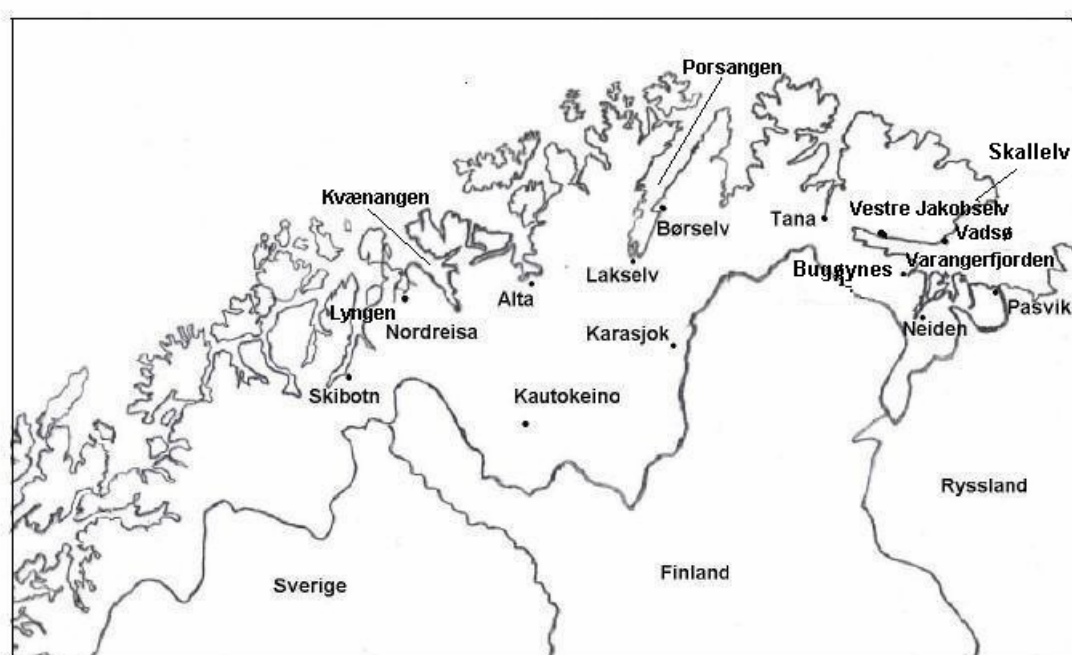 Porsangen
Skallelv
Kvænangen
Vestre Jakobselv
Børselv
Tana
Vadsø
Varangerfjorden
Lakselv
Bugøynes
Alta
Pasvik
Lyngen
Nordreisa
Neiden
Karasjok
Skibotn
Kautokeino
Ryssland
Finland
Sverige